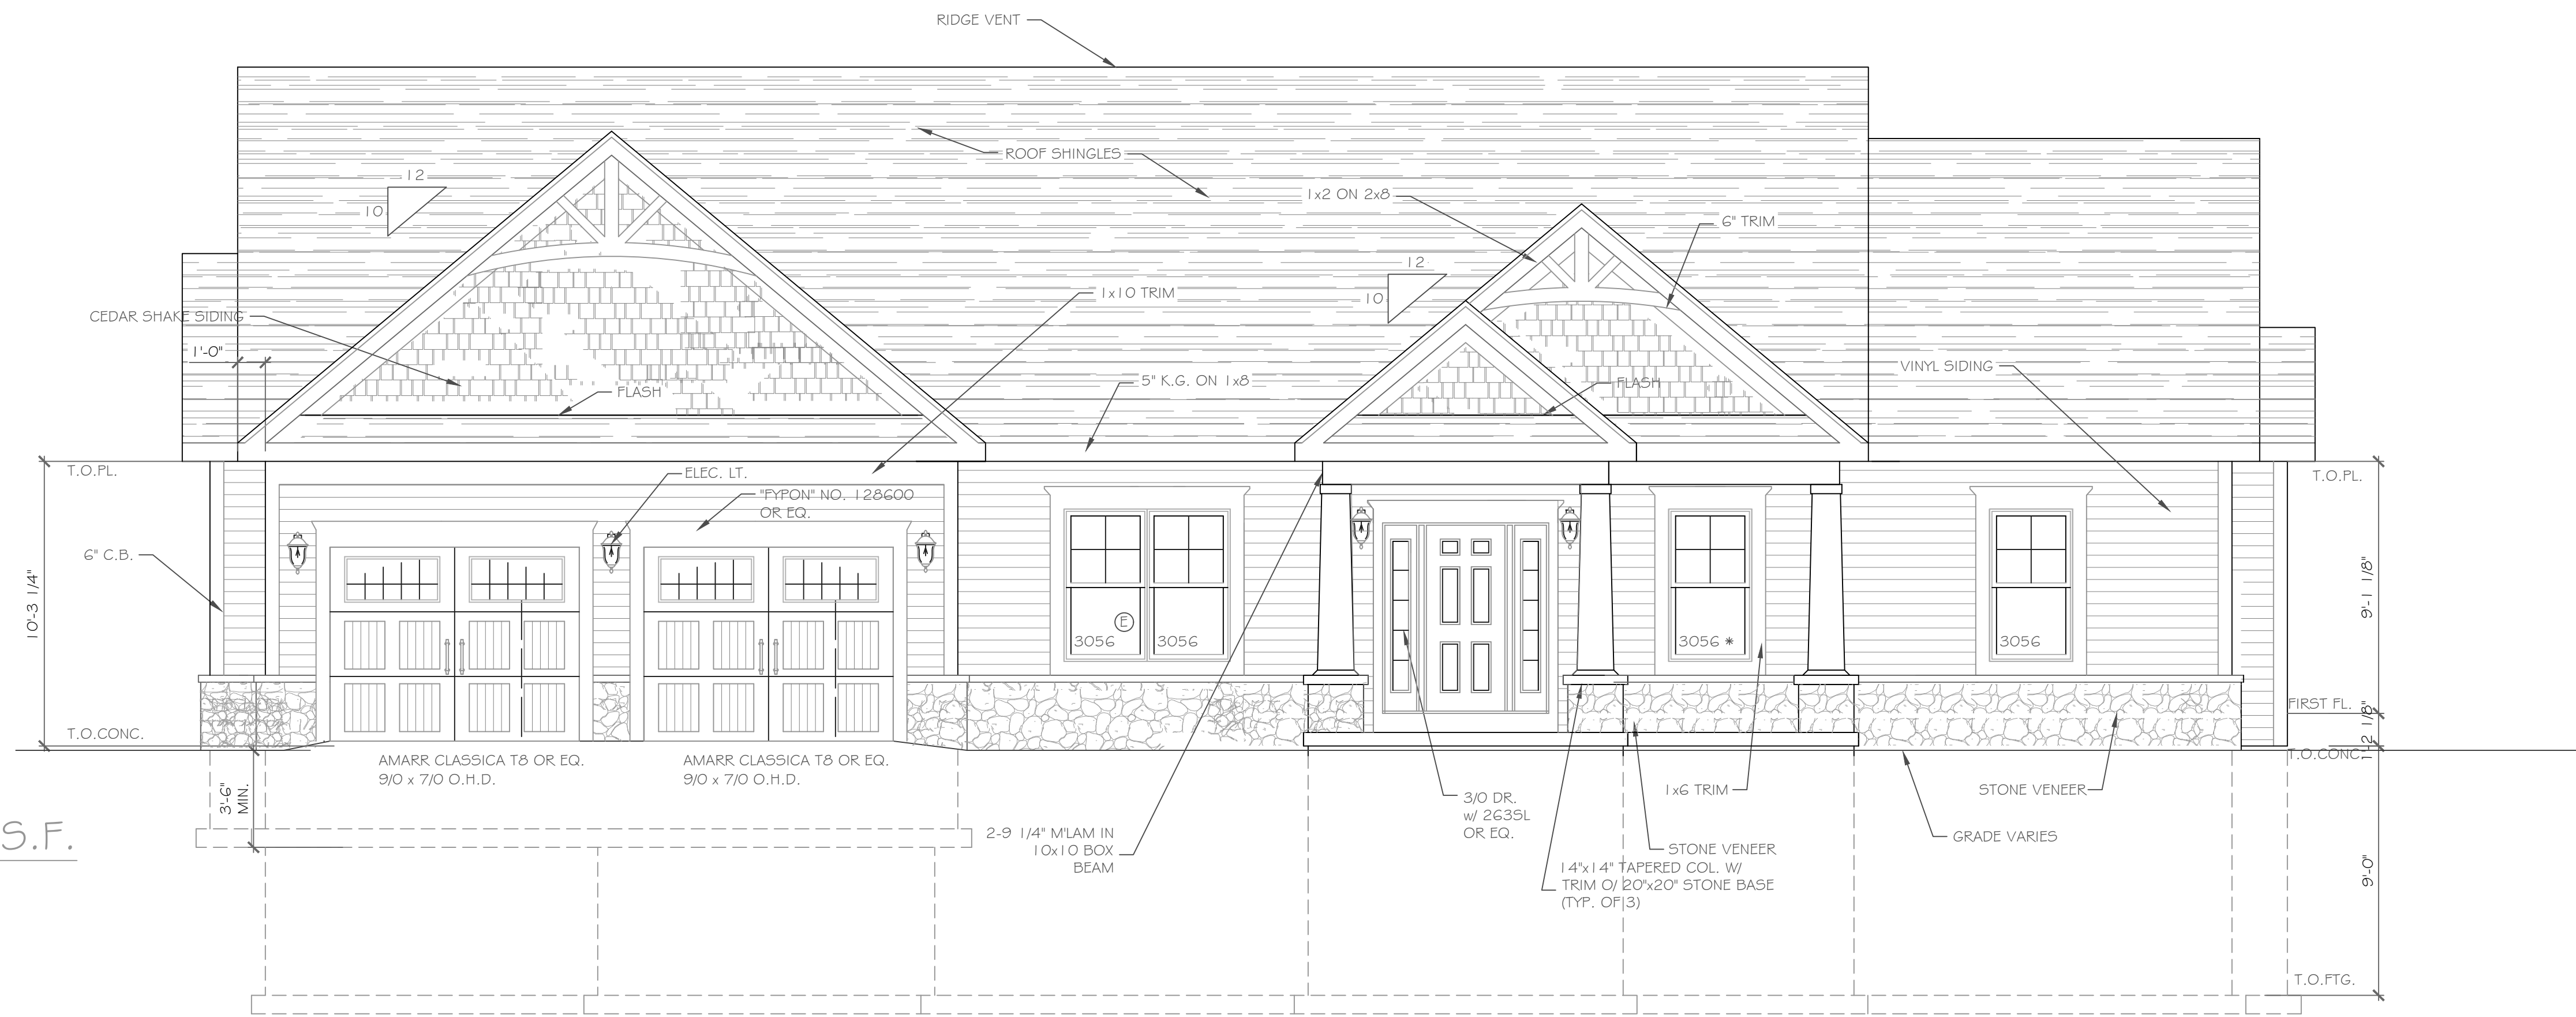 RIDGE VENT
ROOF SHINGLES
12
10
1x2 ON 2x8
6" TRIM
12
10
1x10 TRIM
CEDAR SHAKE SIDING
1'-0"
FLASH
5" K.G. ON 1x8
FLASH
VINYL SIDING
T.O.PL.
ELEC. LT.
"FYPON" NO. 128600
OR EQ.
T.O.PL.
6" C.B.
10'-3 1/4"
9'-1 1/8"
E
3056
3056
3056 *
3056
T.O.CONC.
FIRST FL.
1'-2 1/8"
T.O.CONC.
AMARR CLASSICA T8 OR EQ.
9/0 x 7/0 O.H.D.
AMARR CLASSICA T8 OR EQ.
9/0 x 7/0 O.H.D.
3'-6"
MIN.
S.F.
2-9 1/4" M'LAM IN
10x10 BOX
BEAM
3/0 DR.
w/ 263SL
OR EQ.
1x6 TRIM
STONE VENEER
GRADE VARIES
STONE VENEER
14"x14" TAPERED COL. W/
TRIM O/ 20"x20" STONE BASE
(TYP. OF 3)
9'-0"
T.O.FTG.